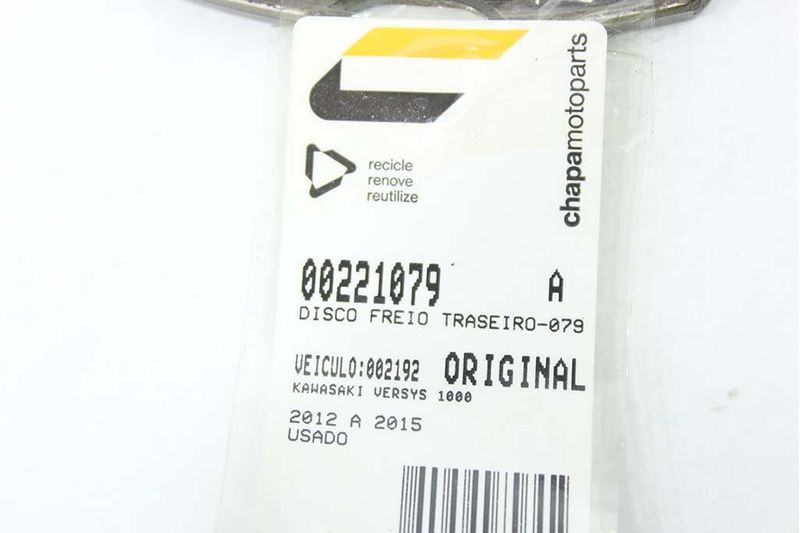 chapamotoparts
recicle
renove
reutilize
00221079 A
DISCO FREIO TRASEIRO-079
VEICULO:002192 ORIGINAL
KAWASAKI VERSYS 1000
2012 A 2015
USADO